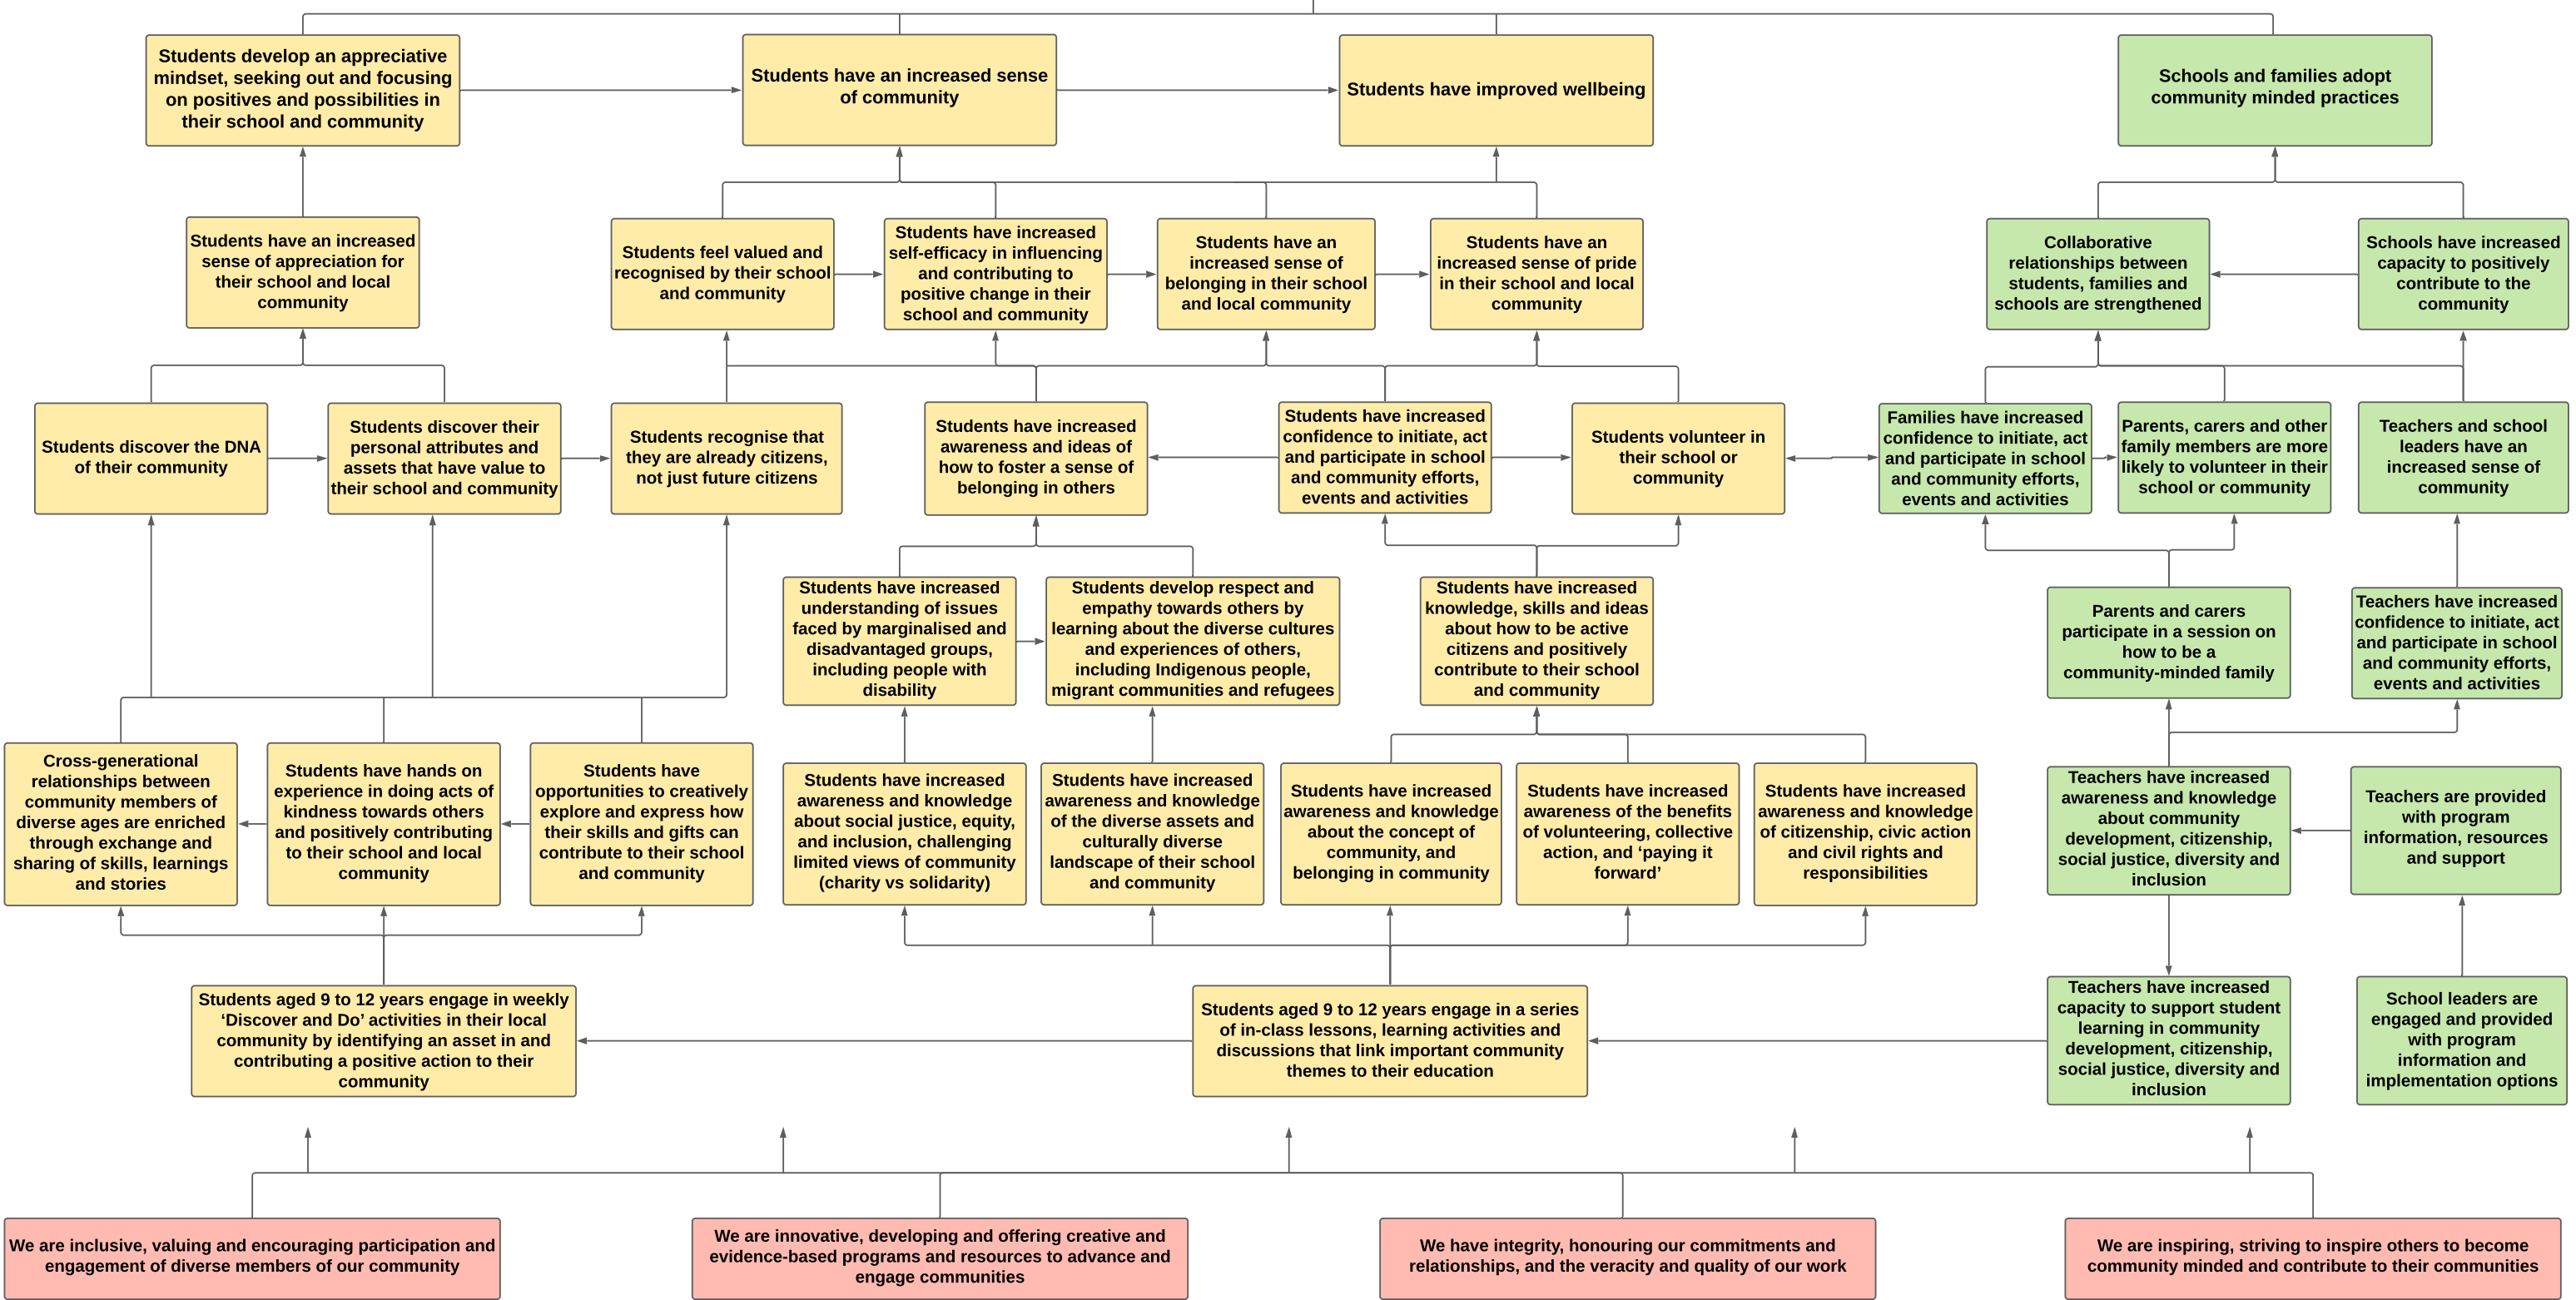 Students develop an appreciative
mindset, seeking out and focusing
on positives and possibilities in
their school and community
Students have an increased sense
of community
Students have improved wellbeing
Schools and families adopt
community minded practices
Students have an increased
sense of appreciation for
their school and local
community
Students feel valued and
recognised by their school
and community
Students have increased
self-efficacy in influencing
and contributing to
positive change in their
school and community
Students have an
increased sense of
belonging in their school
and local community
Students have an
increased sense of pride
in their school and local
community
Collaborative
relationships between
students, families and
schools are strengthened
Schools have increased
capacity to positively
contribute to the
community
Students discover the DNA
of their community
Students discover their
personal attributes and
assets that have value to
their school and community
Students recognise that
they are already citizens,
not just future citizens
Students have increased
awareness and ideas of
how to foster a sense of
belonging in others
Students have increased
confidence to initiate, act
and participate in school
and community efforts,
events and activities
Students volunteer in
their school or
community
Families have increased
confidence to initiate, act
and participate in school
and community efforts,
events and activities
Parents, carers and other
family members are more
likely to volunteer in their
school or community
Teachers and school
leaders have an
increased sense of
community
Students have increased
understanding of issues
faced by marginalised and
disadvantaged groups,
including people with
disability
Students develop respect and
empathy towards others by
learning about the diverse cultures
and experiences of others,
including Indigenous people,
migrant communities and refugees
Students have increased
knowledge, skills and ideas
about how to be active
citizens and positively
contribute to their school
and community
Parents and carers
participate in a session on
how to be a
community-minded family
Teachers have increased
confidence to initiate, act
and participate in school
and community efforts,
events and activities
Cross-generational
relationships between
community members of
diverse ages are enriched
through exchange and
sharing of skills, learnings
and stories
Students have hands on
experience in doing acts of
kindness towards others
and positively contributing
to their school and local
community
Students have
opportunities to creatively
explore and express how
their skills and gifts can
contribute to their school
and community
Students have increased
awareness and knowledge
about social justice, equity,
and inclusion, challenging
limited views of community
(charity vs solidarity)
Students have increased
awareness and knowledge
of the diverse assets and
culturally diverse
landscape of their school
and community
Students have increased
awareness and knowledge
about the concept of
community, and
belonging in community
Students have increased
awareness of the benefits
of volunteering, collective
action, and ‘paying it
forward’
Students have increased
awareness and knowledge
of citizenship, civic action
and civil rights and
responsibilities
Teachers have increased
awareness and knowledge
about community
development, citizenship,
social justice, diversity and
inclusion
Teachers are provided
with program
information, resources
and support
Students aged 9 to 12 years engage in weekly
‘Discover and Do’ activities in their local
community by identifying an asset in and
contributing a positive action to their
community
Students aged 9 to 12 years engage in a series
of in-class lessons, learning activities and
discussions that link important community
themes to their education
Teachers have increased
capacity to support student
learning in community
development, citizenship,
social justice, diversity and
inclusion
School leaders are
engaged and provided
with program
information and
implementation options
We are inclusive, valuing and encouraging participation and
engagement of diverse members of our community
We are innovative, developing and offering creative and
evidence-based programs and resources to advance and
engage communities
We have integrity, honouring our commitments and
relationships, and the veracity and quality of our work
We are inspiring, striving to inspire others to become
community minded and contribute to their communities